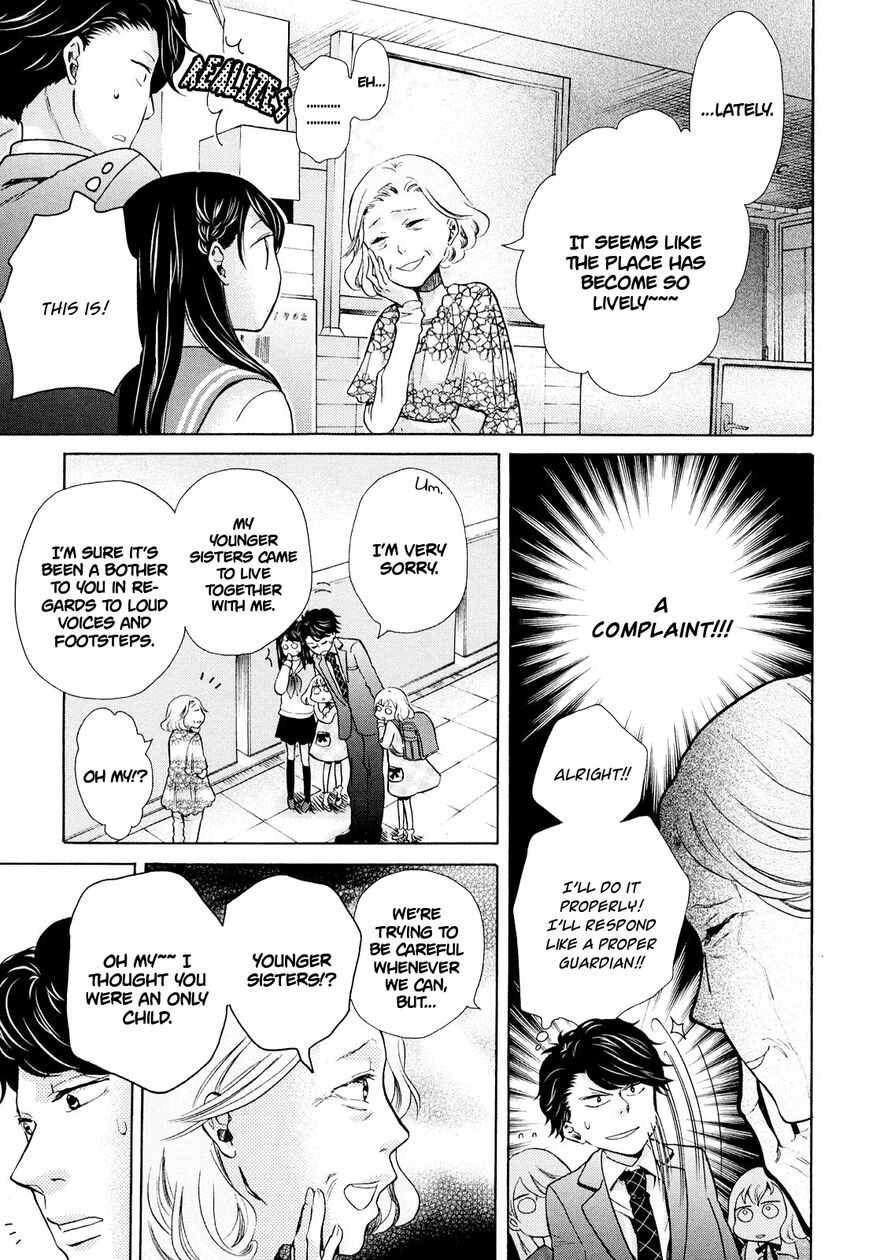 ...LATELY.
IT SEEMS LIKE
THE PLACE HAS
BECOME SO
LIVELY~~~
EH...
..........
..........
REALIZES
THIS IS!
A
COMPLAINT!!!
ALRIGHT!!
I'LL DO IT
PROPERLY!
I'LL RESPOND
LIKE A PROPER
GUARDIAN!!
Um.
I'M VERY
SORRY.
MY
YOUNGER
SISTERS CAME
TO LIVE
TOGETHER
WITH ME.
I'M SURE IT'S
BEEN A BOTHER
TO YOU IN RE-
GARDS TO LOUD
VOICES AND
FOOTSTEPS.
OH MY!?
WE'RE
TRYING TO
BE CAREFUL
WHENEVER
WE CAN,
BUT...
YOUNGER
SISTERS!?
OH MY~~ I
THOUGHT YOU
WERE AN ONLY
CHILD.